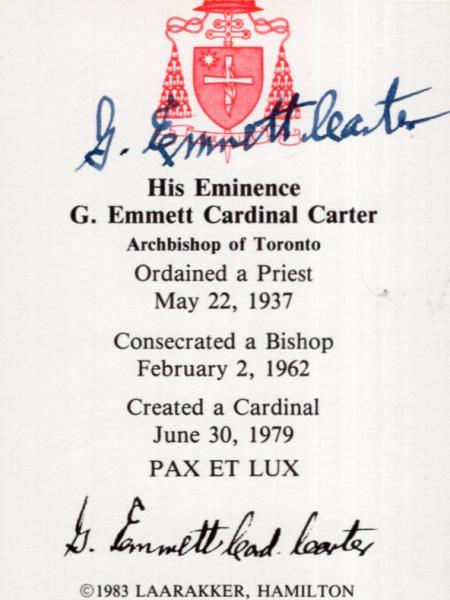 G. Emmett Carter
His Eminence
G. Emmett Cardinal Carter
Archbishop of Toronto
Ordained a Priest
May 22, 1937
Consecrated a Bishop
February 2, 1962
Created a Cardinal
June 30, 1979
PAX ET LUX
G. Emmett Card. Carter
©1983 LAARAKKER, HAMILTON